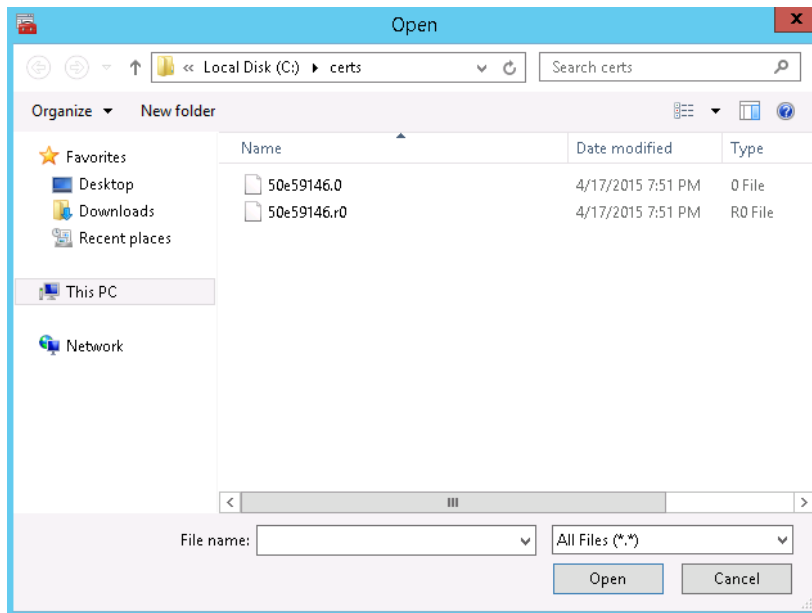 Open
x
« Local Disk (C:) ▸ certs
Search certs
Organize
New folder
Favorites
Desktop
Downloads
Recent places
This PC
Network
Name Date modified Type
50e59146.0 4/17/2015 7:51 PM 0 File
50e59146.r0 4/17/2015 7:51 PM R0 File
File name:
All Files (*.*)
Open
Cancel